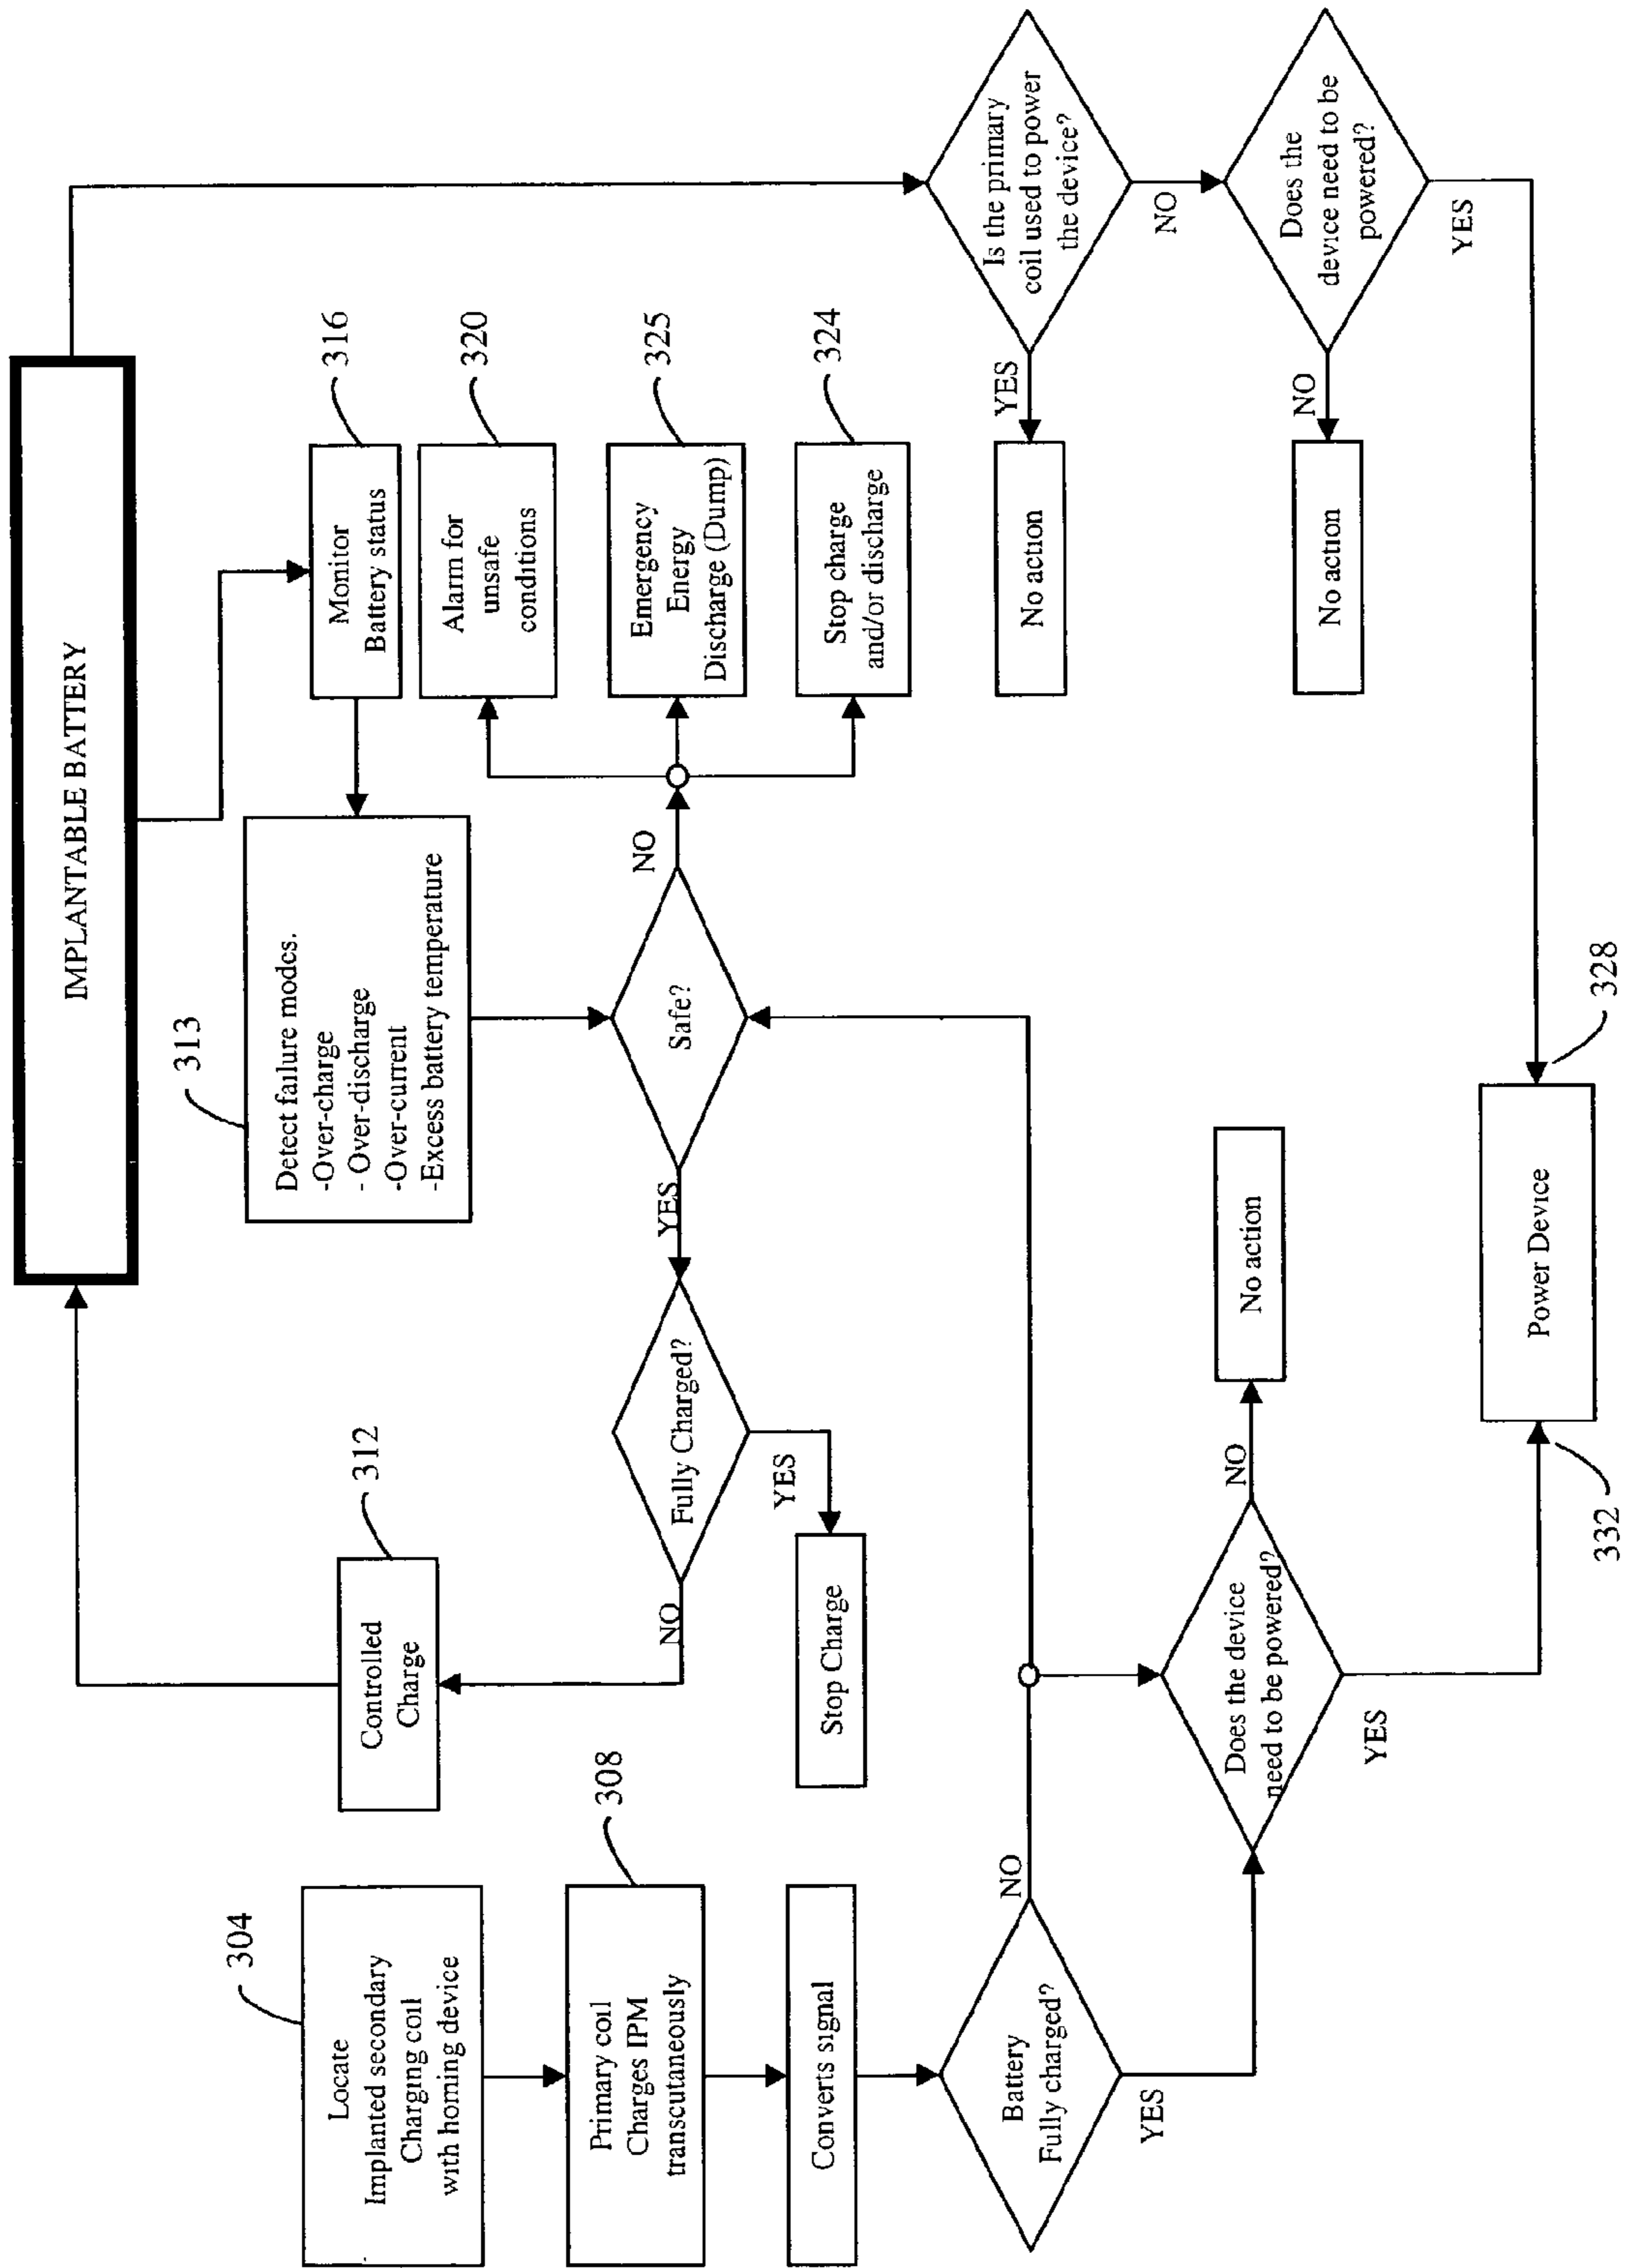 IMPLANTABLE BATTERY
304
Locate
Implanted secondary
Charging coil
with homing device
308
Primary coil
Charges IPM
transcutaneously
Converts signal
Battery
Fully charged?
NO
YES
312
Controlled
Charge
NO
Fully Charged?
YES
Stop Charge
313
Detect failure modes.
-Over-charge
- Over-discharge
-Over-current
-Excess battery temperature
YES
Safe?
NO
Monitor
Battery status
316
Alarm for
unsafe
conditions
320
Emergency
Energy
Discharge (Dump)
325
Stop charge
and/or discharge
324
Is the primary
coil used to power
the device?
YES
No action
NO
Does the
device need to be
powered?
NO
No action
YES
Does the device
need to be powered?
NO
No action
YES
332
Power Device
328